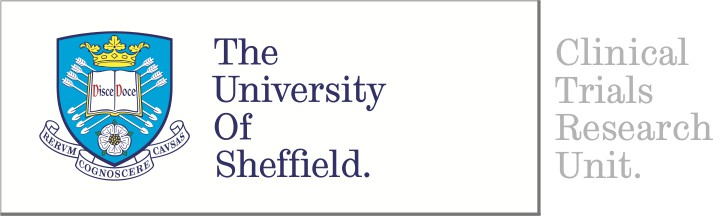 Disce Doce
RERVM COGNOSCERE CAVSAS
The
University
Of
Sheffield.
Clinical
Trials
Research
Unit.